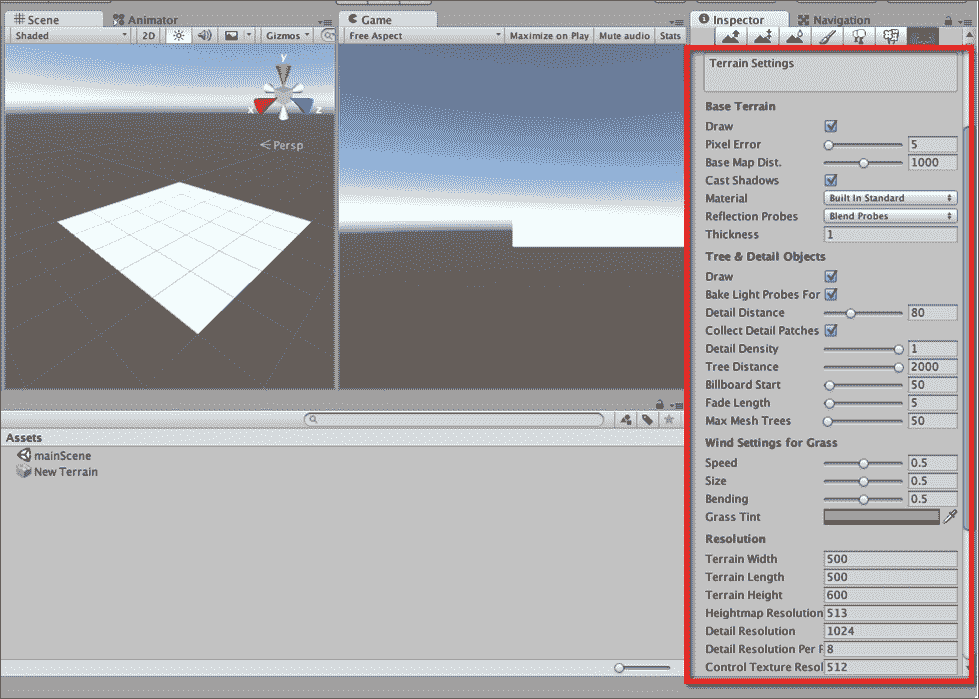 Scene
Animator
Game
Inspector
Navigation
Shaded
2D
Gizmos
Free Aspect
Maximize on Play
Mute audio
Stats
Terrain Settings
Base Terrain
Draw
Pixel Error 5
Base Map Dist. 1000
Cast Shadows
Material Built In Standard
Reflection Probes Blend Probes
Thickness 1
Tree & Detail Objects
Draw
Bake Light Probes For
Detail Distance 80
Collect Detail Patches
Detail Density 1
Tree Distance 2000
Billboard Start 50
Fade Length 5
Max Mesh Trees 50
Wind Settings for Grass
Speed 0.5
Size 0.5
Bending 0.5
Grass Tint
Resolution
Terrain Width 500
Terrain Length 500
Terrain Height 600
Heightmap Resolution 513
Detail Resolution 1024
Detail Resolution Per 8
Control Texture Resol 512
y
x
z
Persp
Assets
mainScene
New Terrain